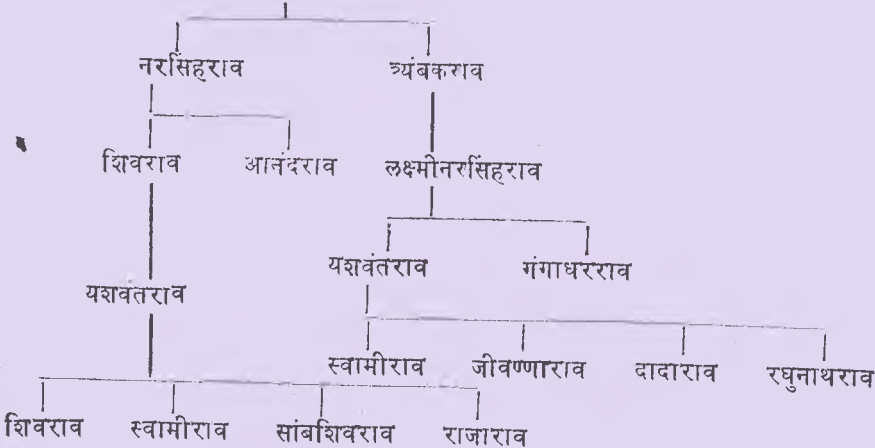 नरसिंहराव त्र्यंबकराव
शिवराव आनंदराव लक्ष्मीनरसिंहराव
यशवंतराव गंगाधरराव
यशवंतराव
स्वामीराव जीवण्णाराव दादाराव रघुनाथराव
शिवराव स्वामीराव सांबशिवराव राजाराव